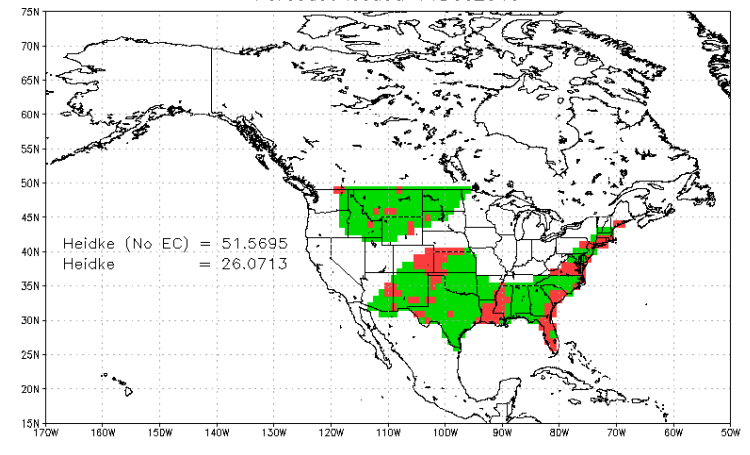 75N
70N
65N
60N
55N
50N
45N
40N
Heidke (No EC) = 51.5695
Heidke = 26.0713
35N
30N
25N
20N
15N
170W 160W 150W 140W 130W 120W 110W 100W 90W 80W 70W 60W 50W